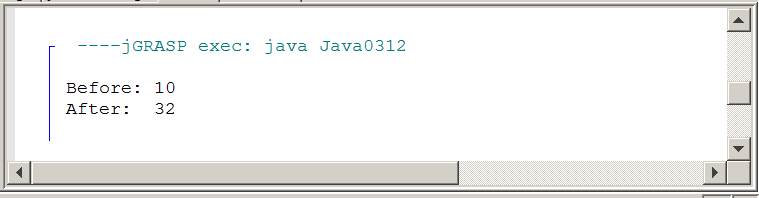 ----jGRASP exec: java Java0312
Before: 10
After:  32